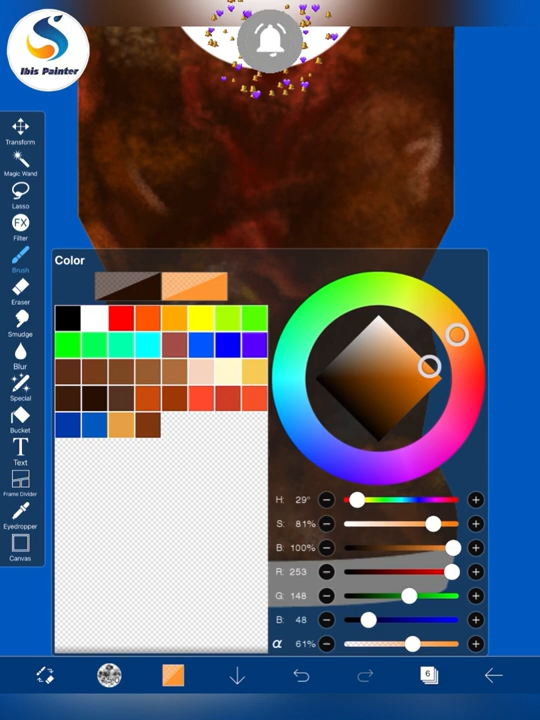 Ibis Painter
Transform
Magic Wand
Lasso
FX
Filter
Brush
Eraser
Smudge
Blur
Special
Bucket
T
Text
Frame Divider
Eyedropper
Canvas
Color
H: 29°
S: 81%
B: 100%
R: 253
G: 148
B: 48
α 61%
6